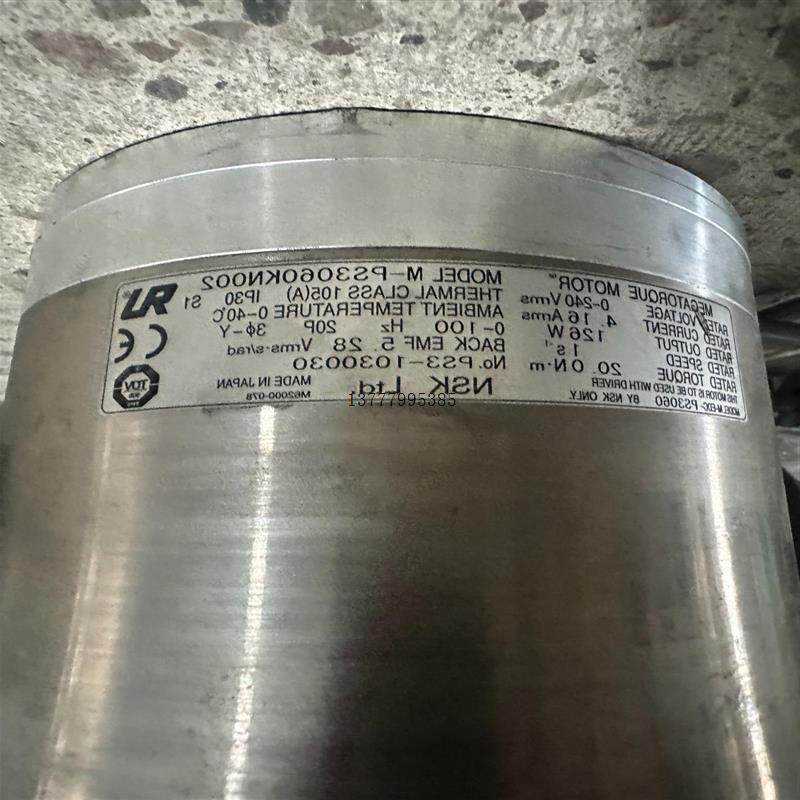 MEGATORQUE MOTOR™ MODEL M-PS3060KN002
RATED VOLTAGE 0-240 Vrms THERMAL CLASS 105(A) IP30 S1
RATED CURRENT 4. 16 Arms AMBIENT TEMPERATURE 0-40℃
RATED OUTPUT 126 W 0-100 Hz 20P 3Φ-Y
RATED SPEED 1 s⁻¹ BACK EMF 5. 28 Vrms·s/rad
RATED TORQUE 20. 0 N·m No. PS3-1030030
THIS MOTOR IS TO BE USED WITH DRIVER
MODEL M-EDC- PS3060 BY NSK ONLY.
NSK Ltd. MADE IN JAPAN
M62000-078
CE
TÜV
13777995385